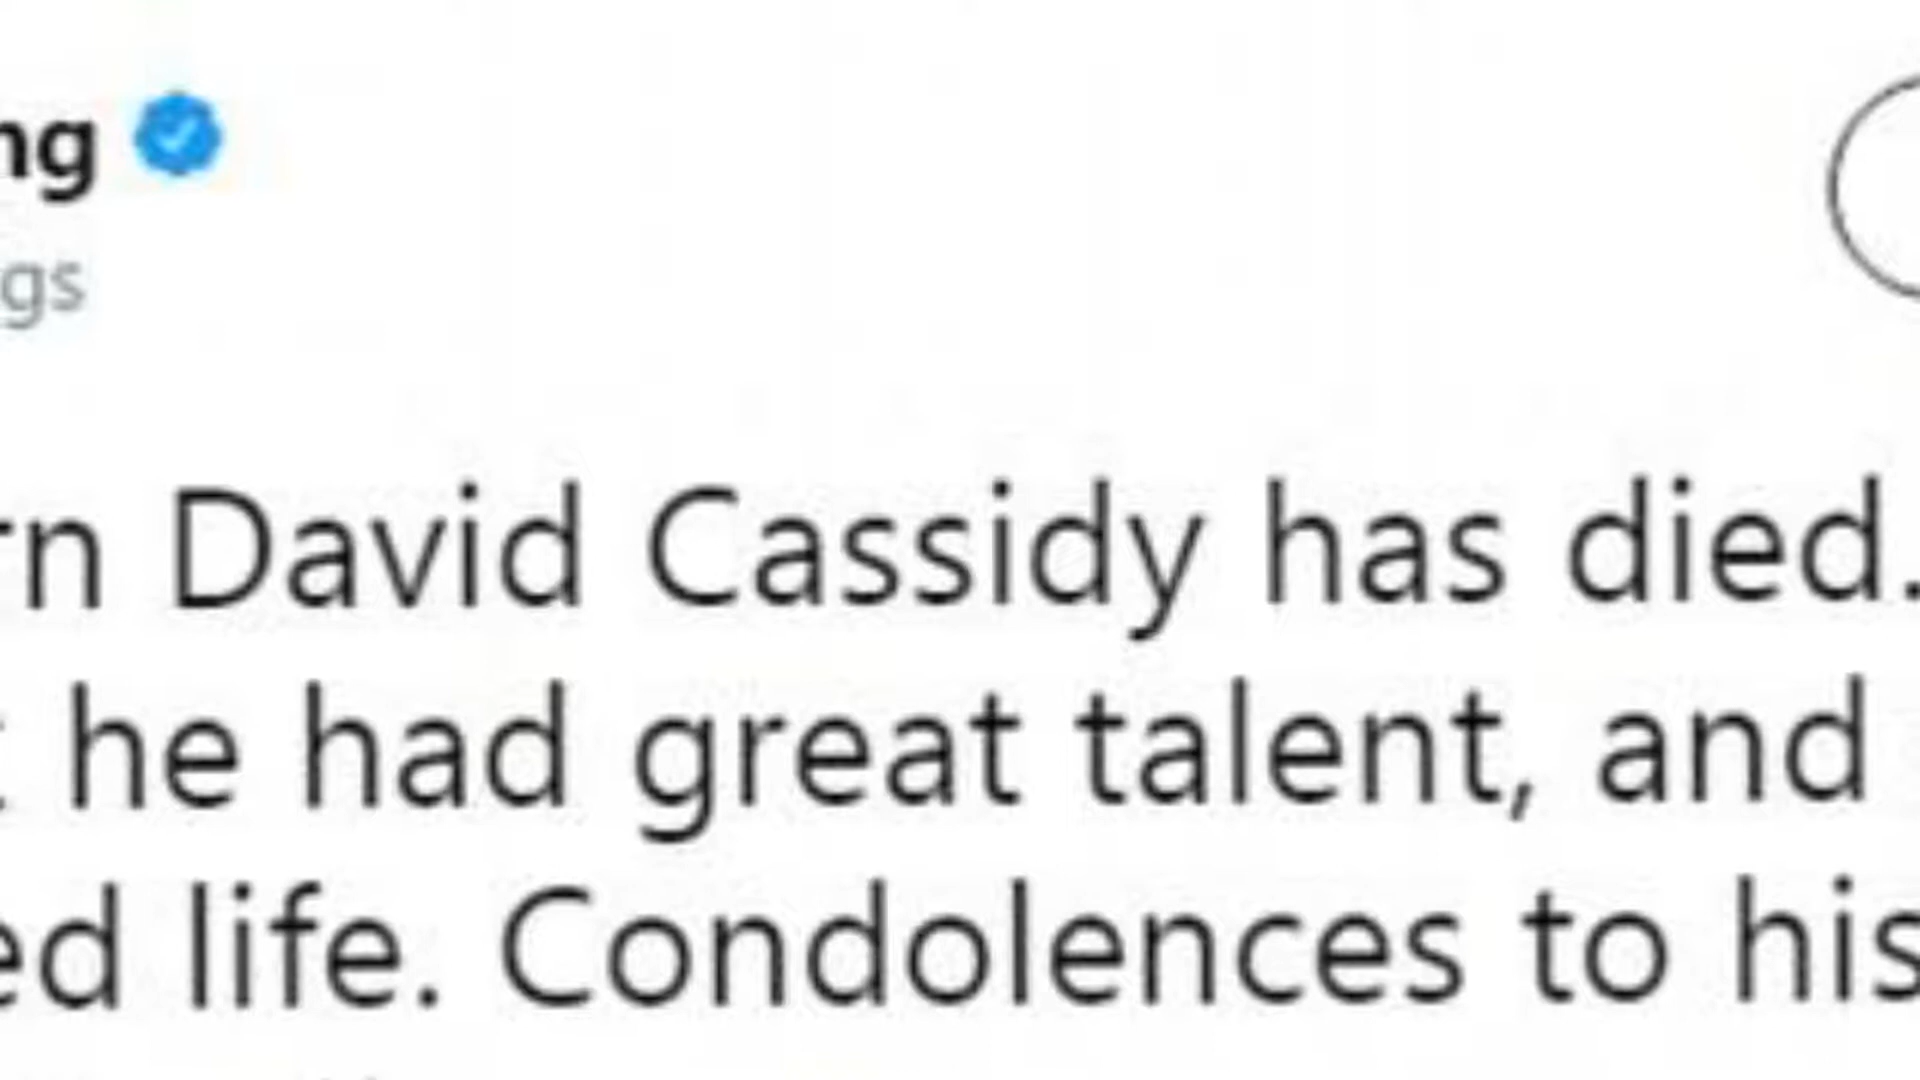 ng
gs
rn David Cassidy has died.
he had great talent, and
ed life. Condolences to his